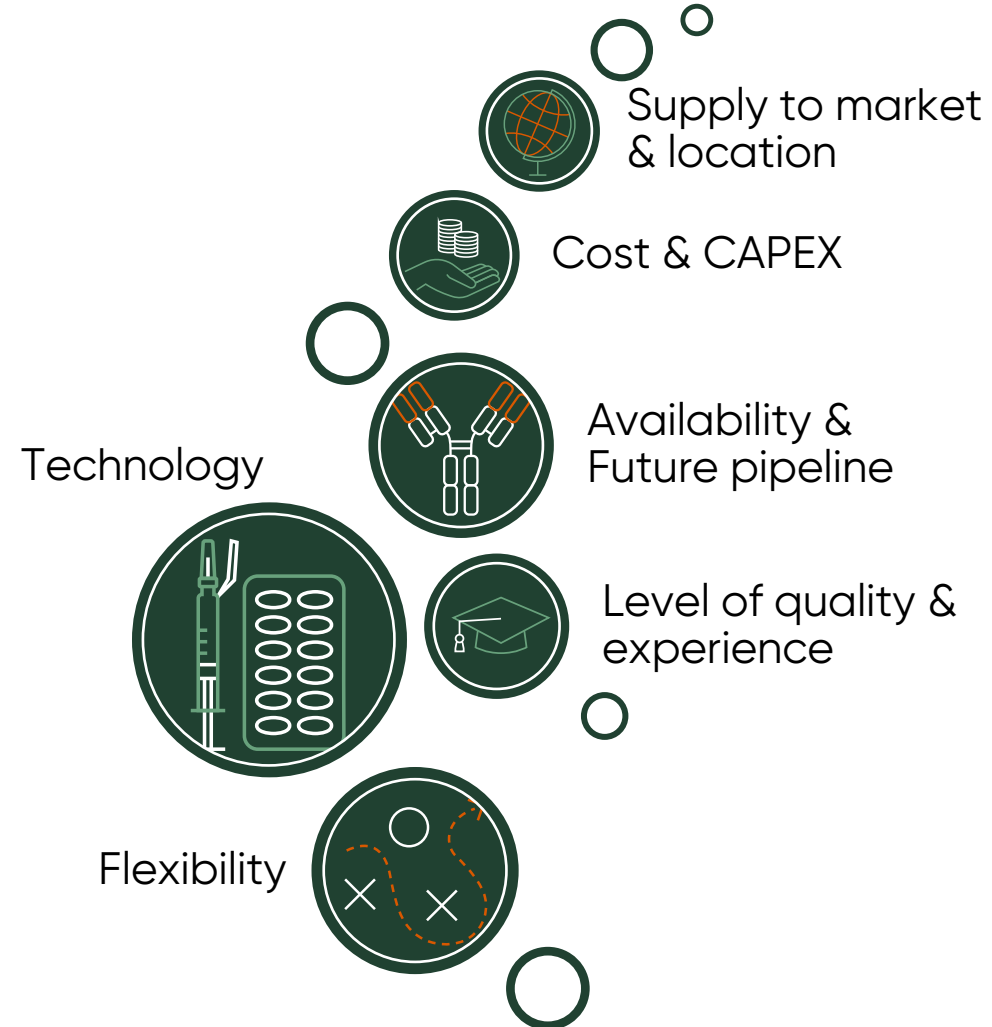 Supply to market
& location
Cost & CAPEX
Availability &
Future pipeline
Technology
Level of quality &
experience
Flexibility